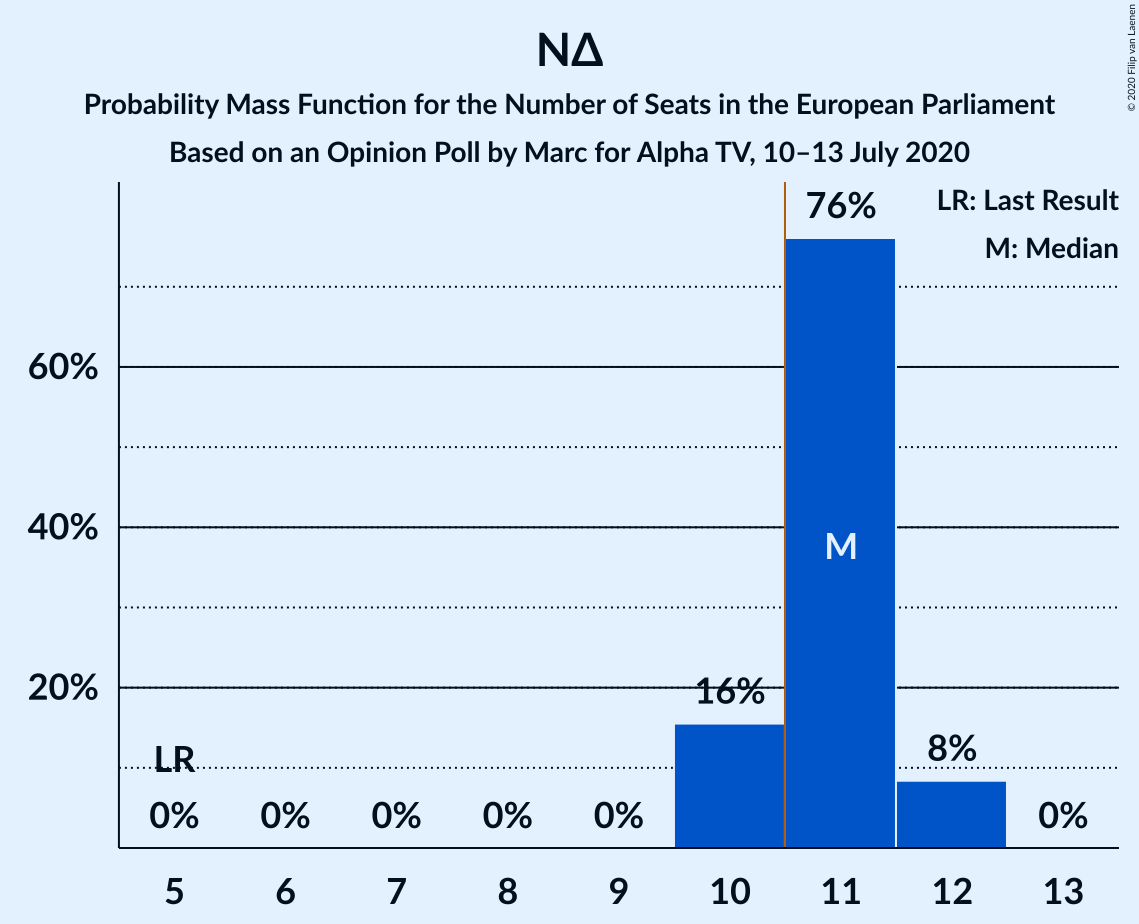 ΝΔ
Probability Mass Function for the Number of Seats in the European Parliament
Based on an Opinion Poll by Marc for Alpha TV, 10–13 July 2020
© 2020 Filip van Laenen
LR: Last Result
M: Median
76%
60%
40%
M
20%
16%
LR
8%
0% 0% 0% 0% 0% 0%
5 6 7 8 9 10 11 12 13